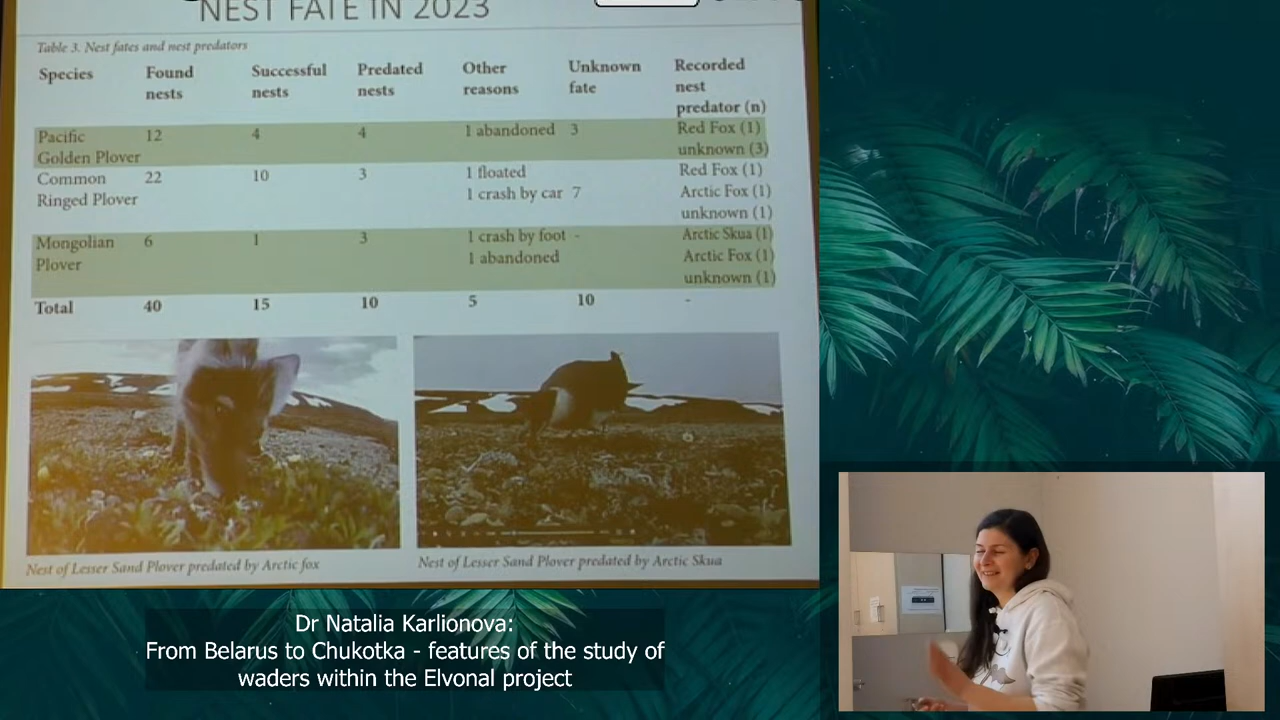 NEST FATE IN 2023
Table 3. Nest fates and nest predators
Species Found nests Successful nests Predated nests Other reasons Unknown fate Recorded nest predator (n)
Pacific Golden Plover 12 4 4 1 abandoned 3 Red Fox (1) unknown (3)
Common Ringed Plover 22 10 3 1 floated 1 crash by car 7 Red Fox (1) Arctic Fox (1) unknown (1)
Mongolian Plover 6 1 3 1 crash by foot 1 abandoned - Arctic Skua (1) Arctic Fox (1) unknown (1)
Total 40 15 10 5 10 -
Nest of Lesser Sand Plover predated by Arctic fox
Nest of Lesser Sand Plover predated by Arctic Skua
Dr Natalia Karlionova:
From Belarus to Chukotka - features of the study of
waders within the Elvonal project